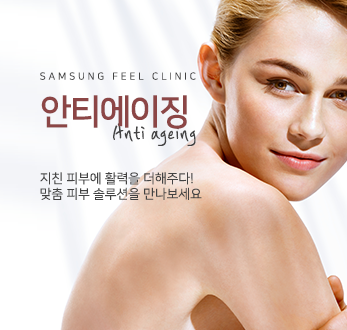 SAMSUNG FEEL CLINIC
안티에이징
Anti ageing
지친 피부에 활력을 더해주다!
맞춤 피부 솔루션을 만나보세요